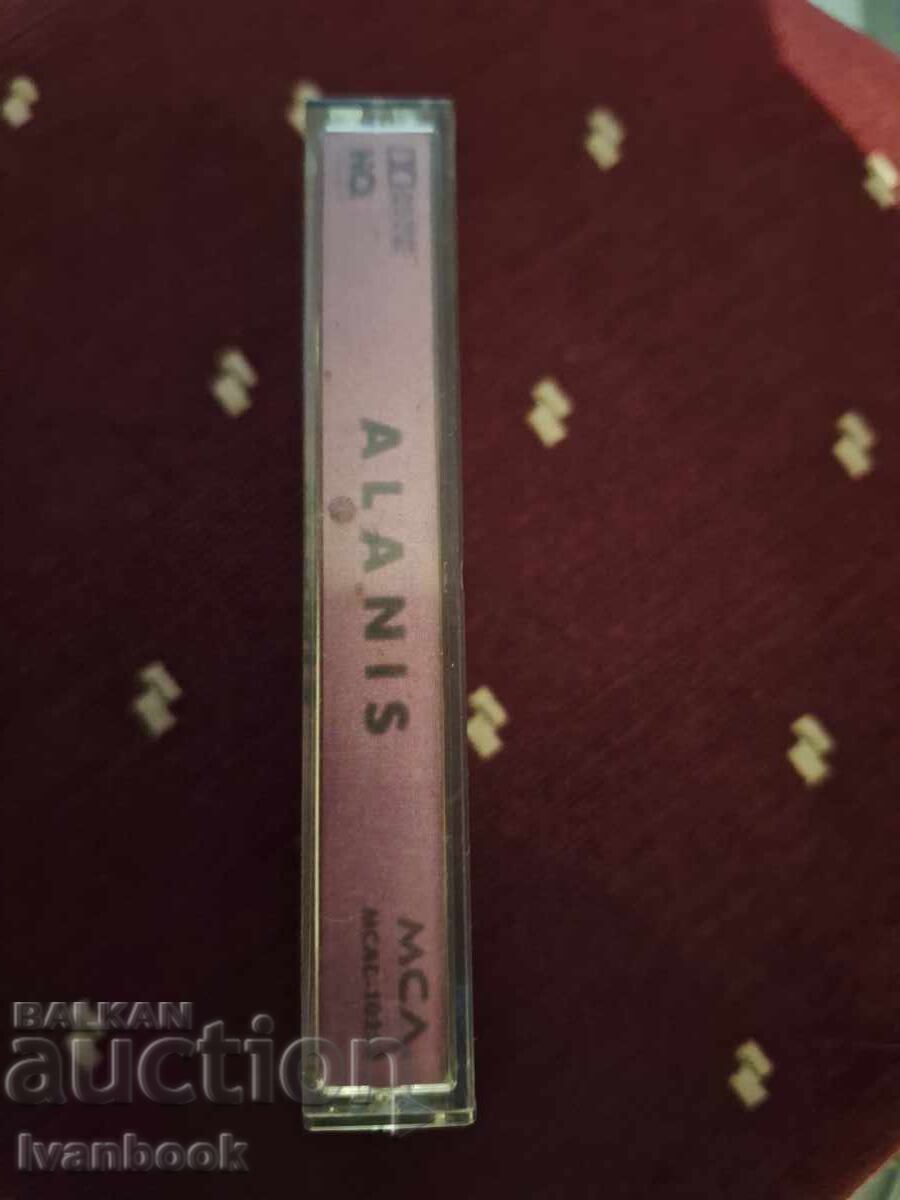 HQ
ALANIS
MCA
BALKAN
auction
Ivanbook